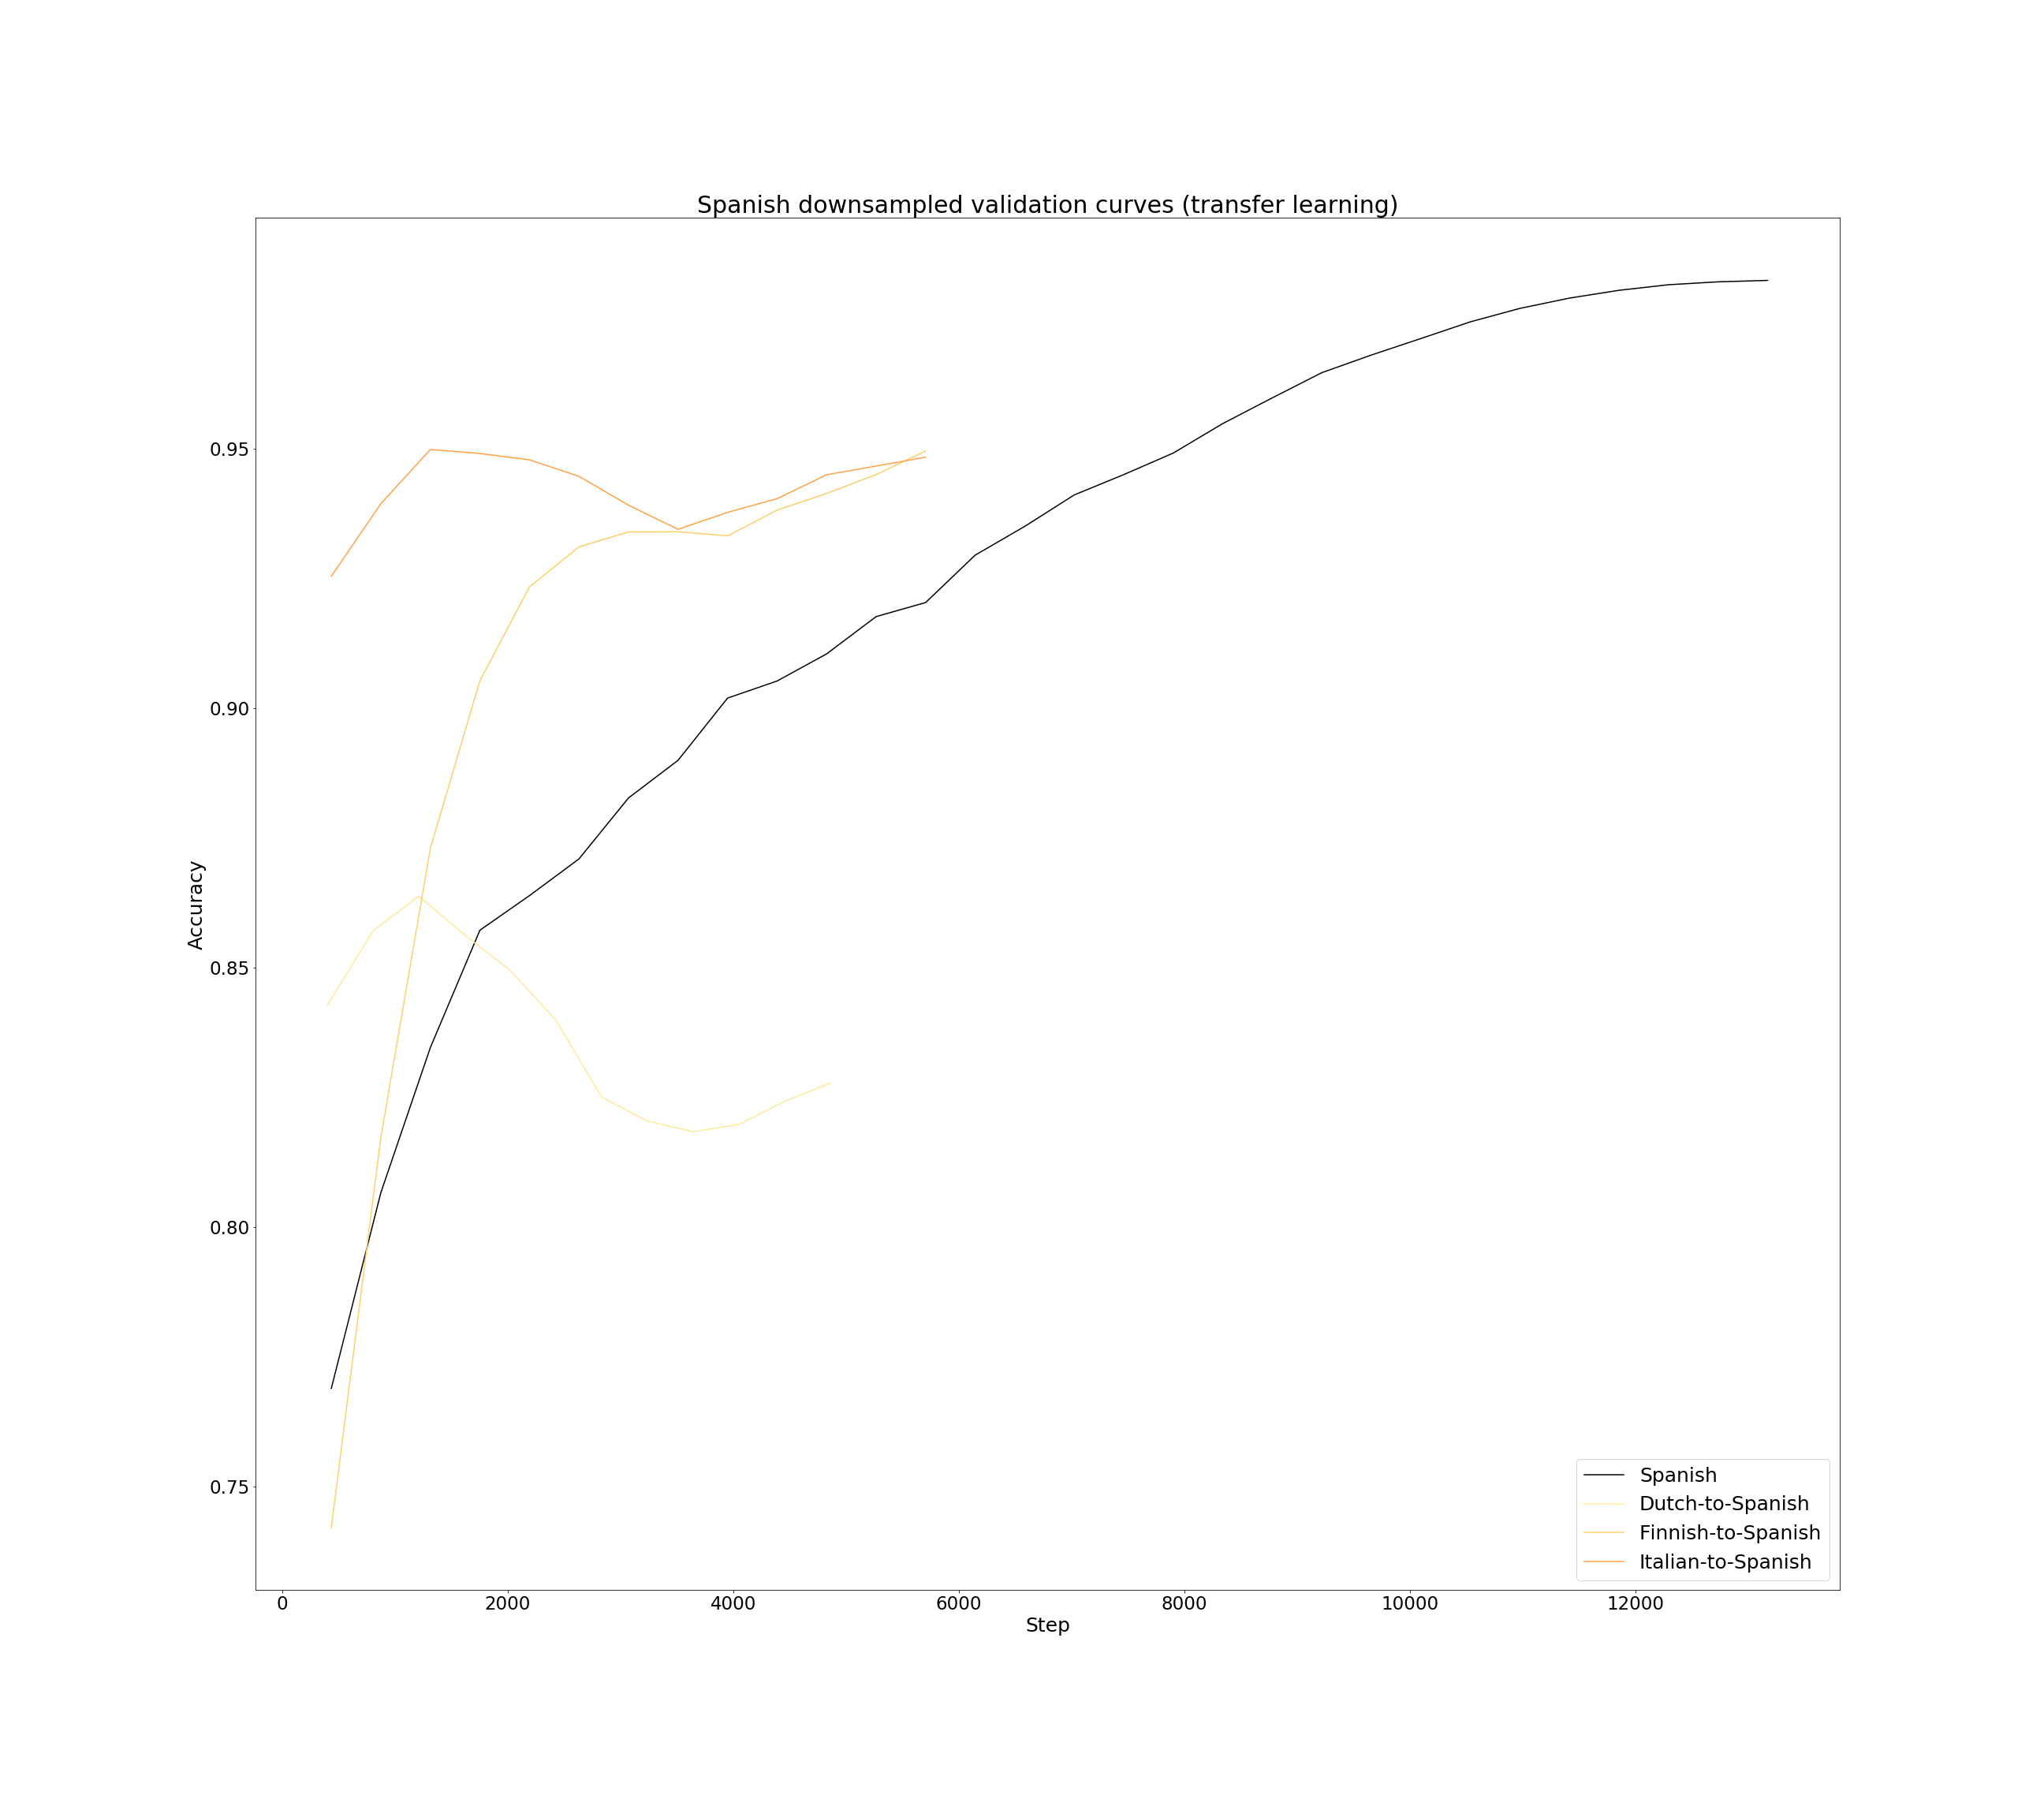 Spanish downsampled validation curves (transfer learning)
0.95
0.90
0.85
0.80
0.75
Accuracy
0 2000 4000 6000 8000 10000 12000
Step
Spanish
Dutch-to-Spanish
Finnish-to-Spanish
Italian-to-Spanish